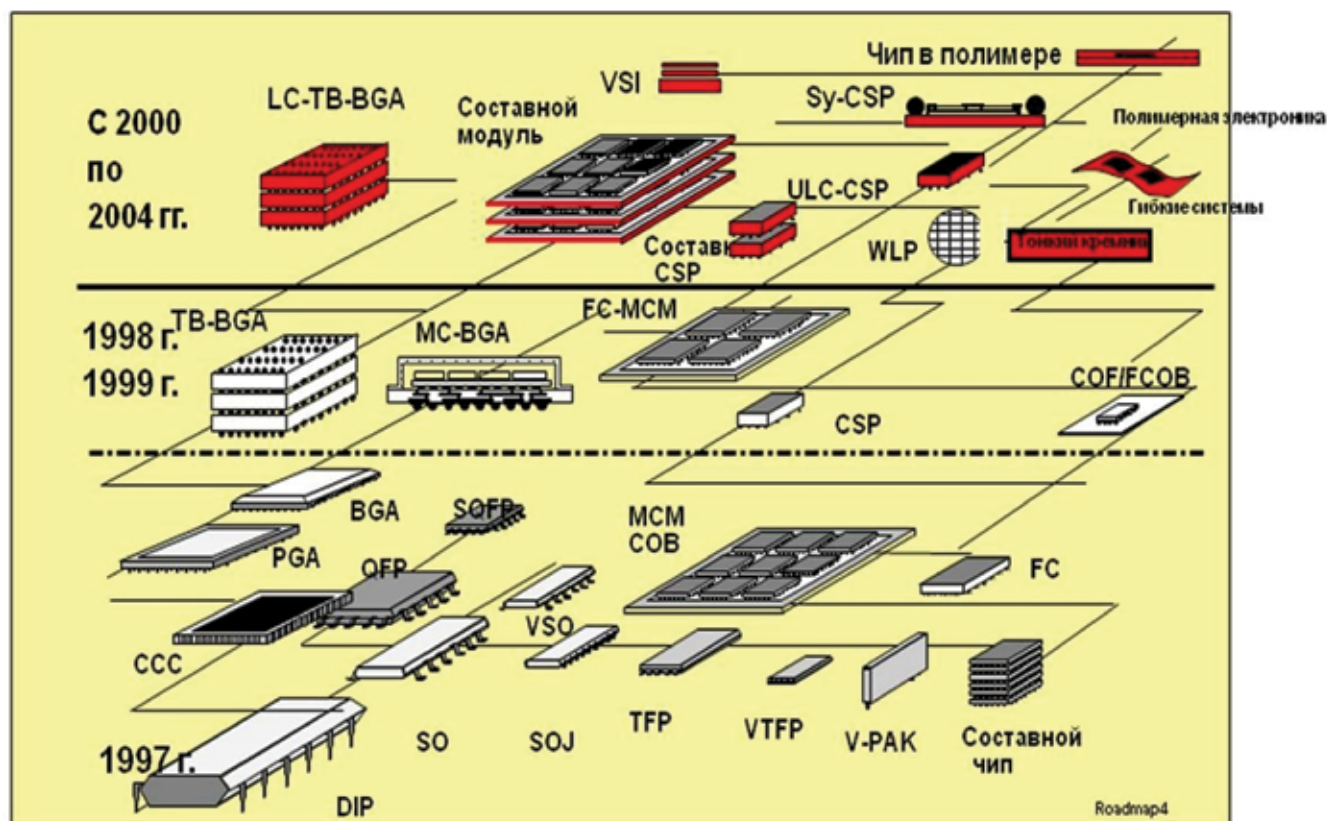 Чип в полимере
VSI
LC-TB-BGA
Составной
модуль
Sy-CSP
С 2000
по
2004 гг.
Полимерная электроника
ULC-CSP
Гибкие системы
Состав
CSP
WLP
Тонкий кремний
1998 г.
1999 г.
TB-BGA
MC-BGA
FC-MCM
COF/FCOB
CSP
BGA
SQFP
MCM
COB
PGA
QFP
FC
VSO
CCC
SO
SOJ
TFP
VTFP
V-PAK
Составной
чип
1997 г.
DIP
Roadmap4